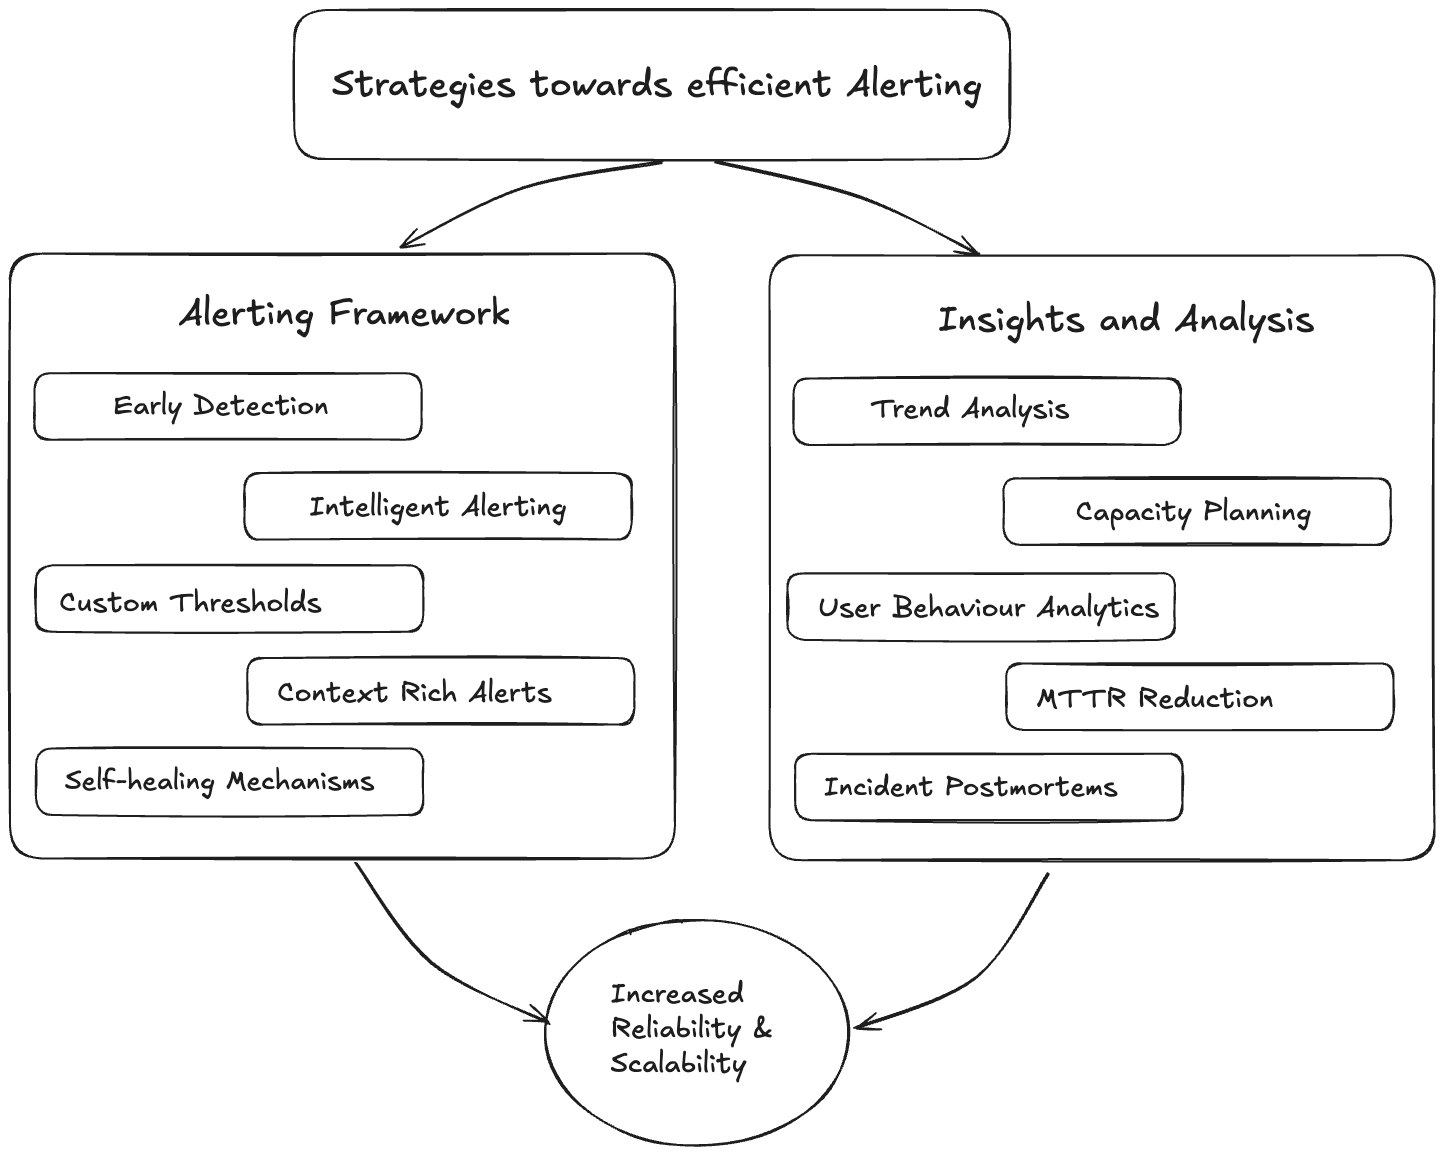 Strategies towards efficient Alerting
Alerting Framework
Early Detection
Intelligent Alerting
Custom Thresholds
Context Rich Alerts
Self-healing Mechanisms
Insights and Analysis
Trend Analysis
Capacity Planning
User Behaviour Analytics
MTTR Reduction
Incident Postmortems
Increased
Reliability &
Scalability